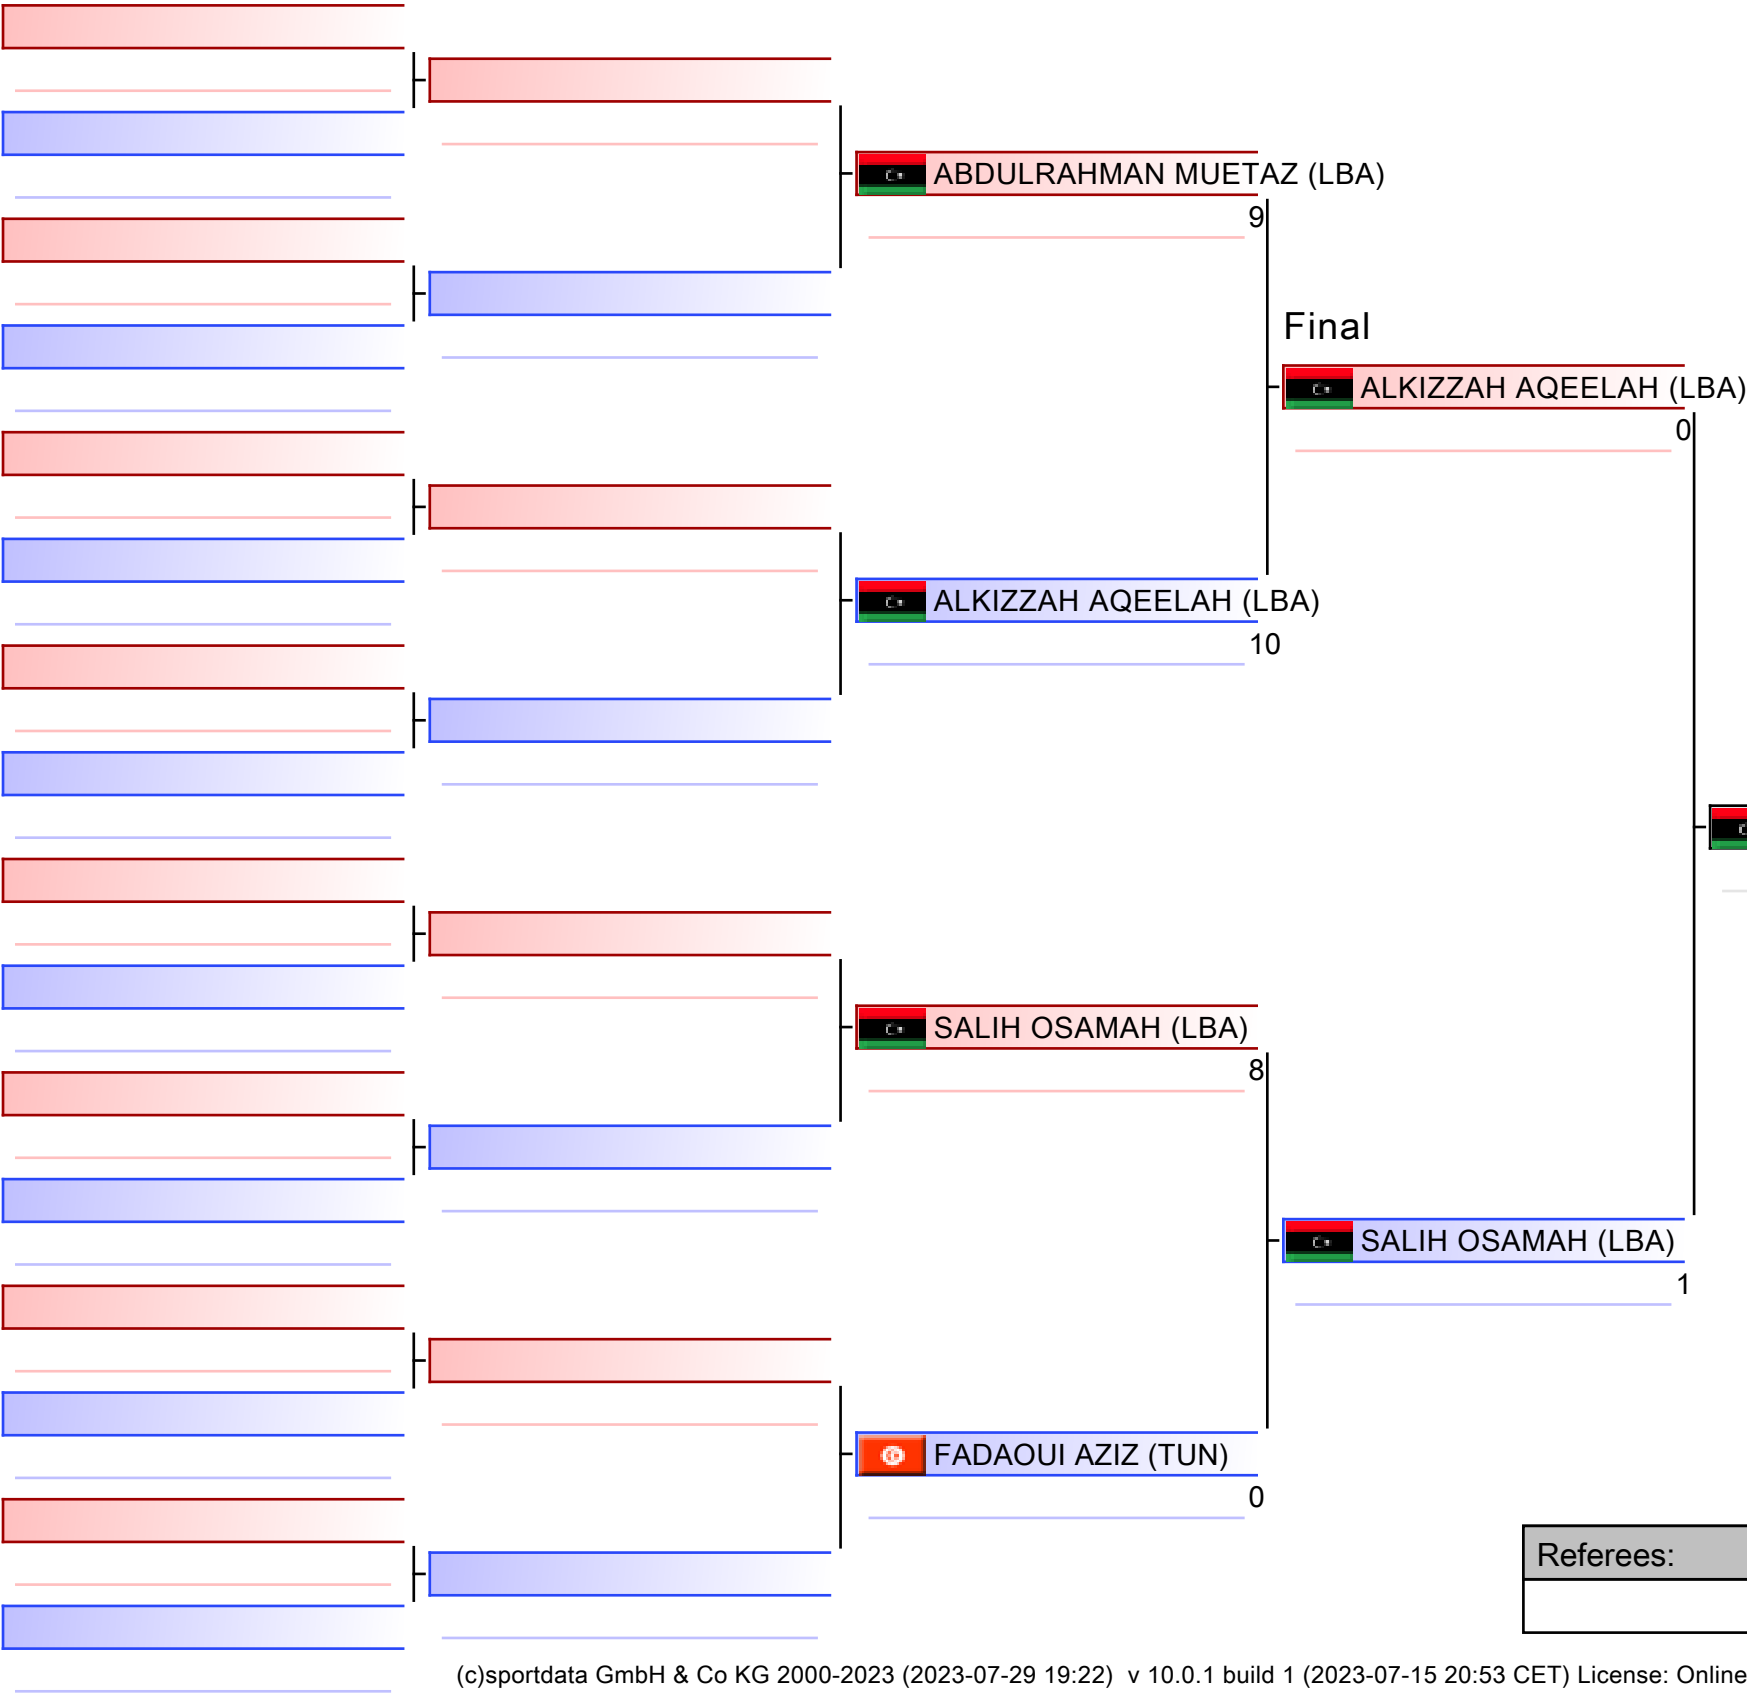 ABDULRAHMAN MUETAZ (LBA)
9
Final
ALKIZZAH AQEELAH (LBA)
0
ALKIZZAH AQEELAH (LBA)
10
SALIH OSAMAH (LBA)
8
SALIH OSAMAH (LBA)
1
FADAOUI AZIZ (TUN)
0
Referees:
(c)sportdata GmbH & Co KG 2000-2023 (2023-07-29 19:22) v 10.0.1 build 1 (2023-07-15 20:53 CET) License: Online